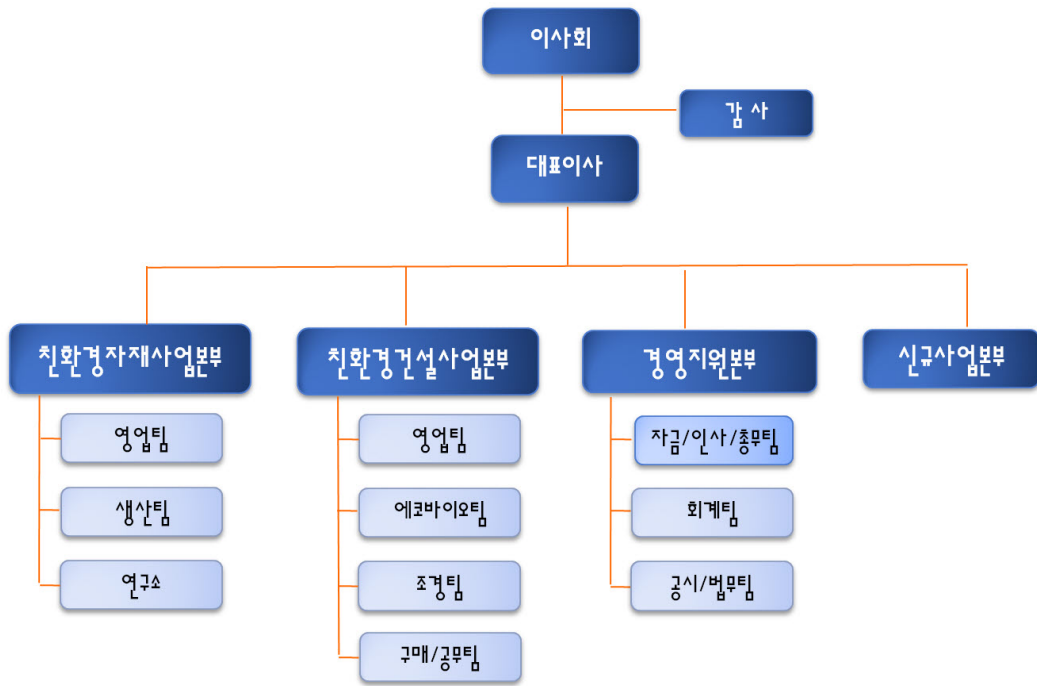 이사회
감 사
대표이사
친환경자재사업본부
영업팀
생산팀
연구소
친환경건설사업본부
영업팀
에코바이오팀
조경팀
구매/공무팀
경영지원본부
자금/인사/총무팀
회계팀
공시/법무팀
신규사업본부